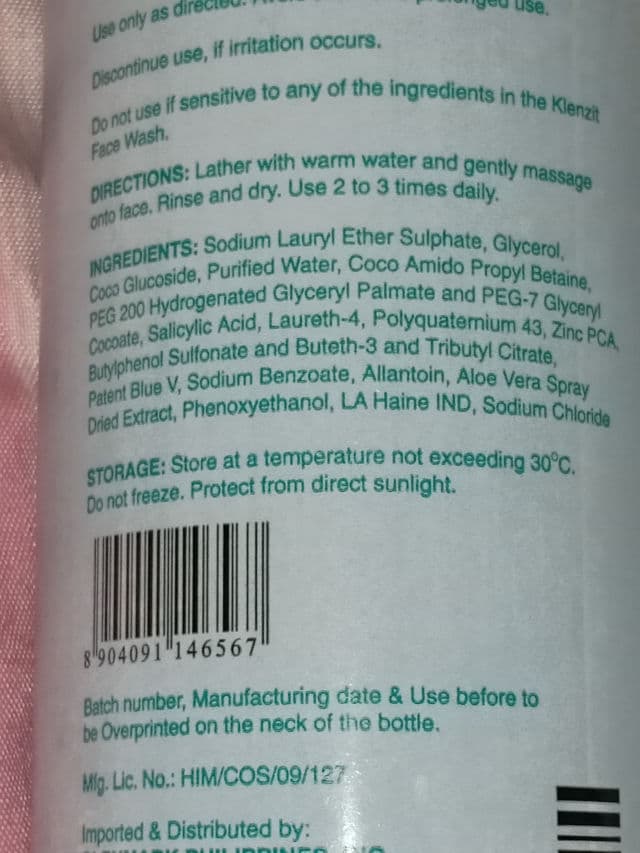 Use only as directed.
use.
Discontinue use, if irritation occurs.
Do not use if sensitive to any of the ingredients in the Klenzit
Face Wash.
DIRECTIONS: Lather with warm water and gently massage
onto face. Rinse and dry. Use 2 to 3 times daily.
INGREDIENTS: Sodium Lauryl Ether Sulphate, Glycerol,
Coco Glucoside, Purified Water, Coco Amido Propyl Betaine,
PEG 200 Hydrogenated Glyceryl Palmate and PEG-7 Glyceryl
Cocoate, Salicylic Acid, Laureth-4, Polyquaternium 43, Zinc PCA,
Butylphenol Sulfonate and Buteth-3 and Tributyl Citrate,
Patent Blue V, Sodium Benzoate, Allantoin, Aloe Vera Spray
Dried Extract, Phenoxyethanol, LA Haine IND, Sodium Chloride
STORAGE: Store at a temperature not exceeding 30°C.
Do not freeze. Protect from direct sunlight.
8 904091 146567
Batch number, Manufacturing date & Use before to
be Overprinted on the neck of the bottle.
Mfg. Lic. No.: HIM/COS/09/127
Imported & Distributed by: